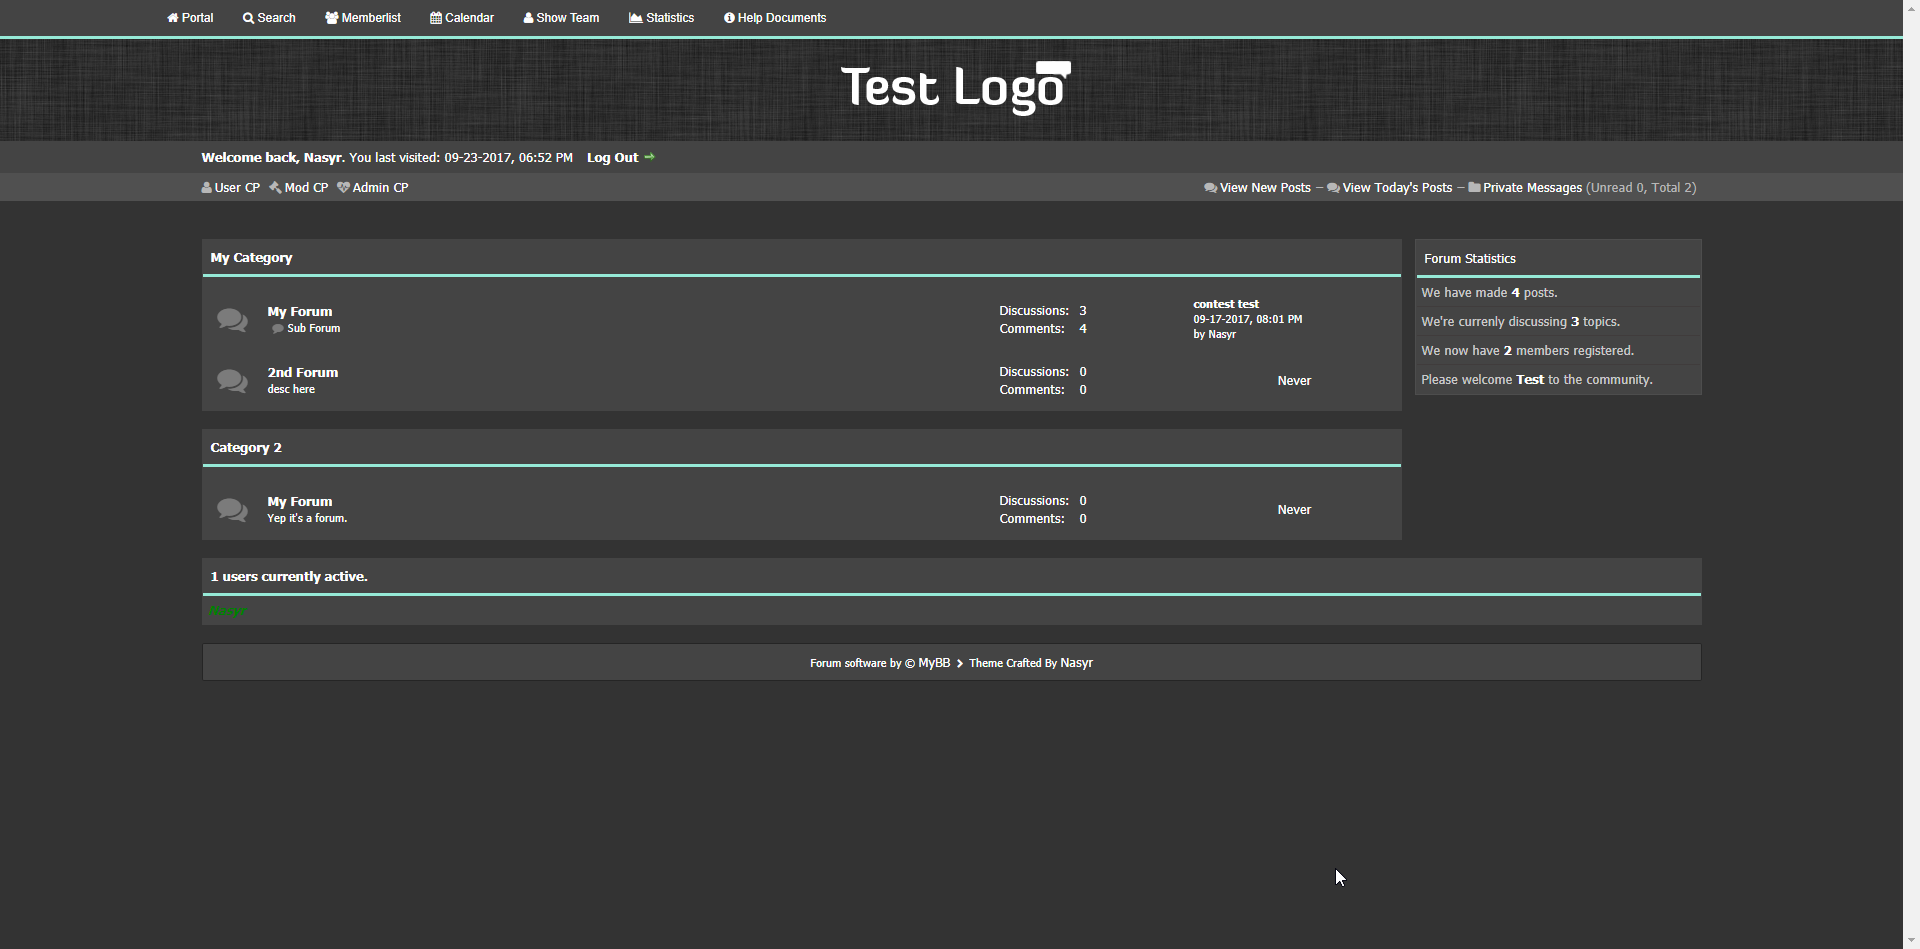 Portal Search Memberlist Calendar Show Team Statistics Help Documents
Test Logo
Welcome back, Nasyr. You last visited: 09-23-2017, 06:52 PM Log Out
User CP Mod CP Admin CP View New Posts – View Today's Posts – Private Messages (Unread 0, Total 2)
My Category
My Forum
Sub Forum
Discussions: 3
Comments: 4
contest test
09-17-2017, 08:01 PM
by Nasyr
2nd Forum
desc here
Discussions: 0
Comments: 0
Never
Forum Statistics
We have made 4 posts.
We're currenly discussing 3 topics.
We now have 2 members registered.
Please welcome Test to the community.
Category 2
My Forum
Yep it's a forum.
Discussions: 0
Comments: 0
Never
1 users currently active.
Nasyr
Forum software by © MyBB Theme Crafted By Nasyr